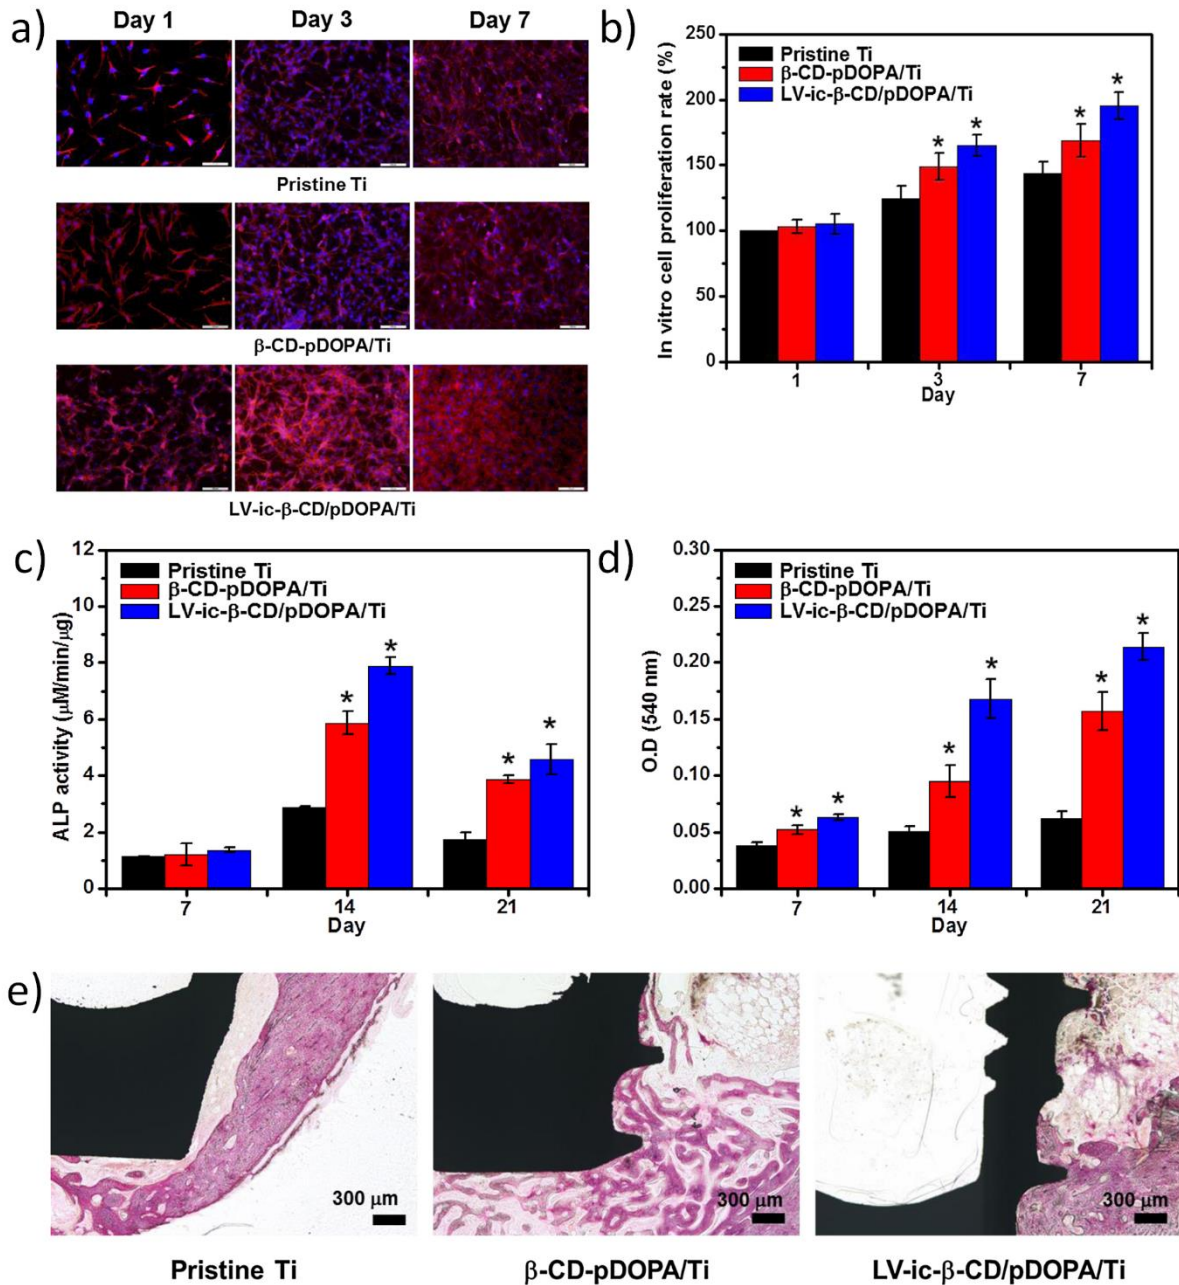 a)
Day 1 Day 3 Day 7
Pristine Ti
β-CD-pDOPA/Ti
LV-ic-β-CD/pDOPA/Ti
b)
In vitro cell proliferation rate (%)
250
200
150
100
50
0
Pristine Ti
β-CD-pDOPA/Ti
LV-ic-β-CD/pDOPA/Ti
* * * *
1 3 7
Day
c)
ALP activity (μM/min/μg)
12
10
8
6
4
2
0
Pristine Ti
β-CD-pDOPA/Ti
LV-ic-β-CD/pDOPA/Ti
* * * *
7 14 21
Day
d)
O.D (540 nm)
0.30
0.25
0.20
0.15
0.10
0.05
0.00
Pristine Ti
β-CD-pDOPA/Ti
LV-ic-β-CD/pDOPA/Ti
* * * * * *
7 14 21
Day
e)
300 μm 300 μm 300 μm
Pristine Ti β-CD-pDOPA/Ti LV-ic-β-CD/pDOPA/Ti